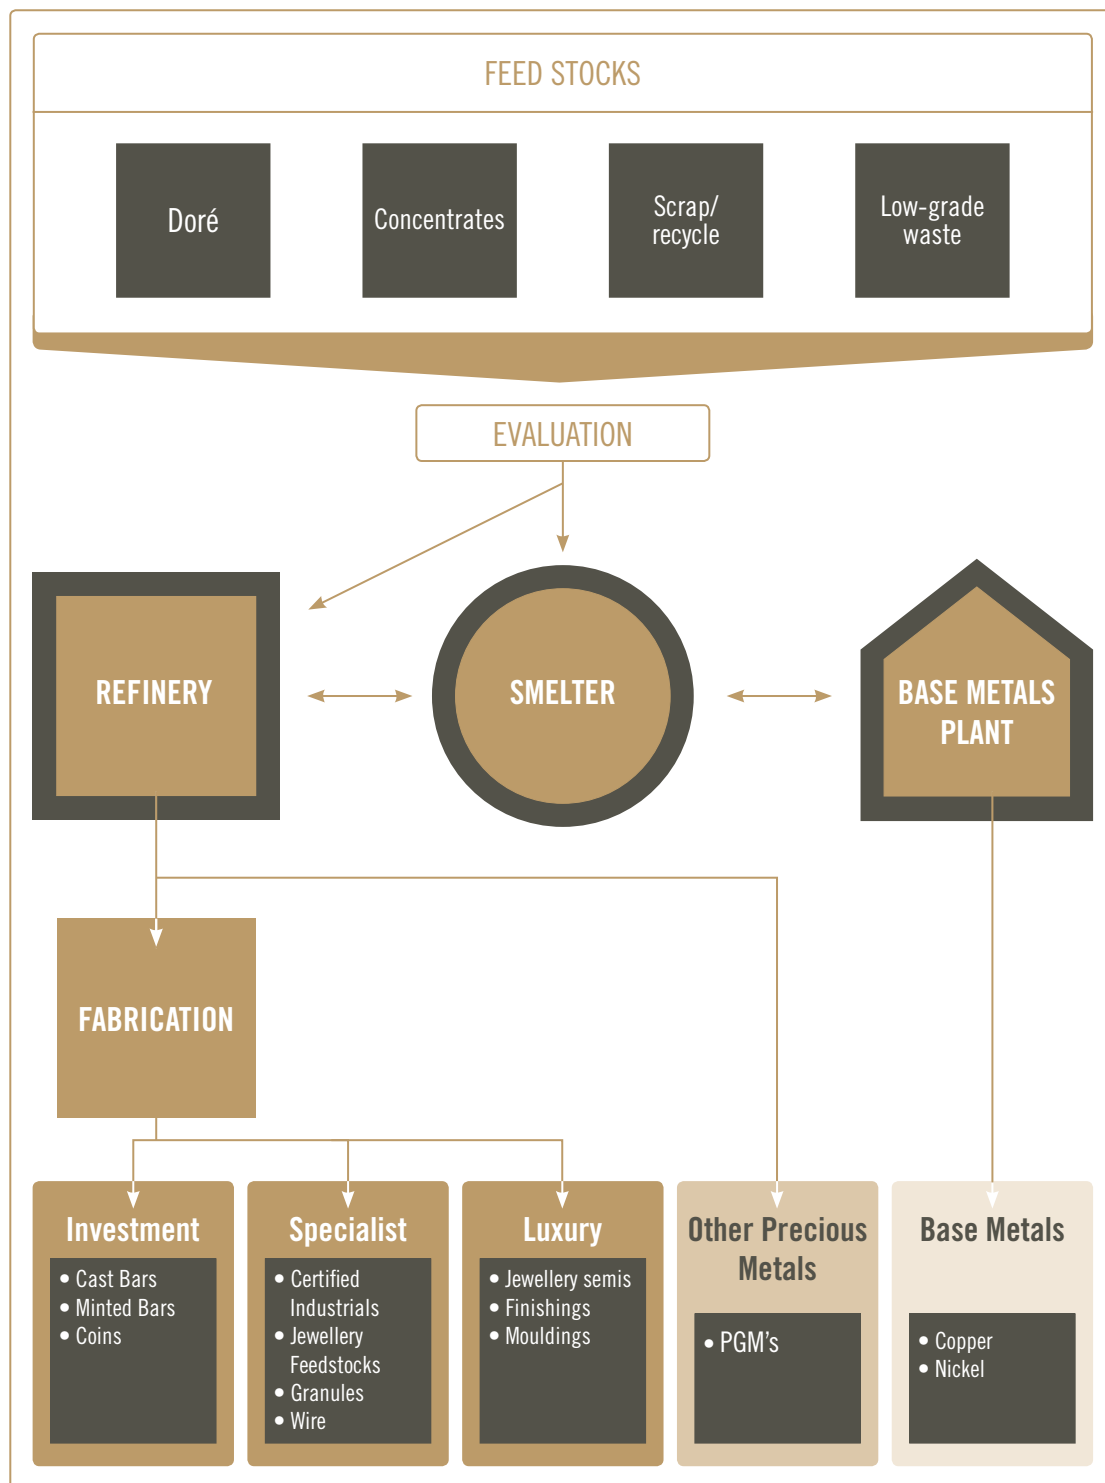 FEED STOCKS
Doré
Concentrates
Scrap/
recycle
Low-grade
waste
EVALUATION
REFINERY
SMELTER
BASE METALS
PLANT
FABRICATION
Investment
• Cast Bars
• Minted Bars
• Coins
Specialist
• Certified
Industrials
• Jewellery
Feedstocks
• Granules
• Wire
Luxury
• Jewellery semis
• Finishings
• Mouldings
Other Precious
Metals
• PGM's
Base Metals
• Copper
• Nickel